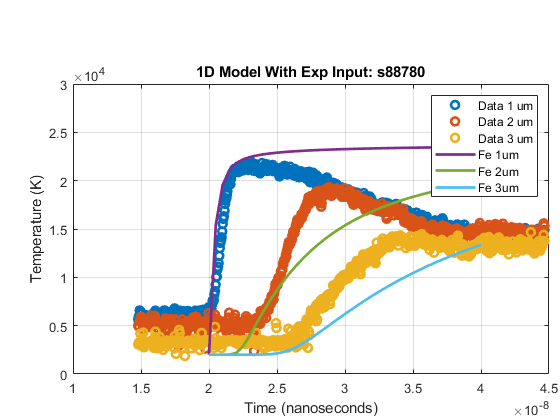 1D Model With Exp Input: s88780
×10⁴
3
2.5
2
1.5
1
0.5
0
Temperature (K)
Data 1 um
Data 2 um
Data 3 um
Fe 1um
Fe 2um
Fe 3um
1 1.5 2 2.5 3 3.5 4 4.5
Time (nanoseconds)
×10⁻⁸